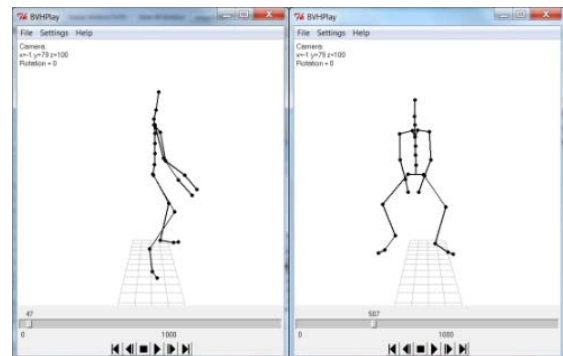 BVHPlay
File Settings Help
Camera
x=-1 y=79 z=100
Rotation = 0
47
0 1000
BVHPlay
File Settings Help
Camera
x=-1 y=79 z=100
Rotation = 0
507
0 1000